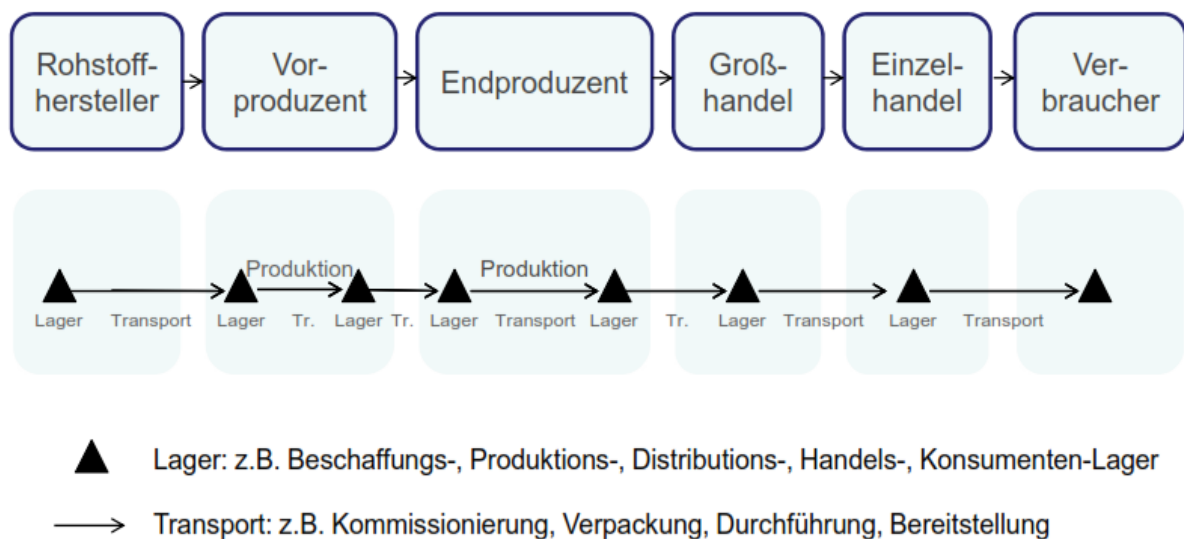 Rohstoff-
hersteller
Vor-
produzent
Endproduzent
Groß-
handel
Einzel-
handel
Ver-
braucher
Produktion
Produktion
Lager Transport Lager Tr. Lager Tr. Lager Transport Lager Tr. Lager Transport Lager Transport
Lager: z.B. Beschaffungs-, Produktions-, Distributions-, Handels-, Konsumenten-Lager
Transport: z.B. Kommissionierung, Verpackung, Durchführung, Bereitstellung